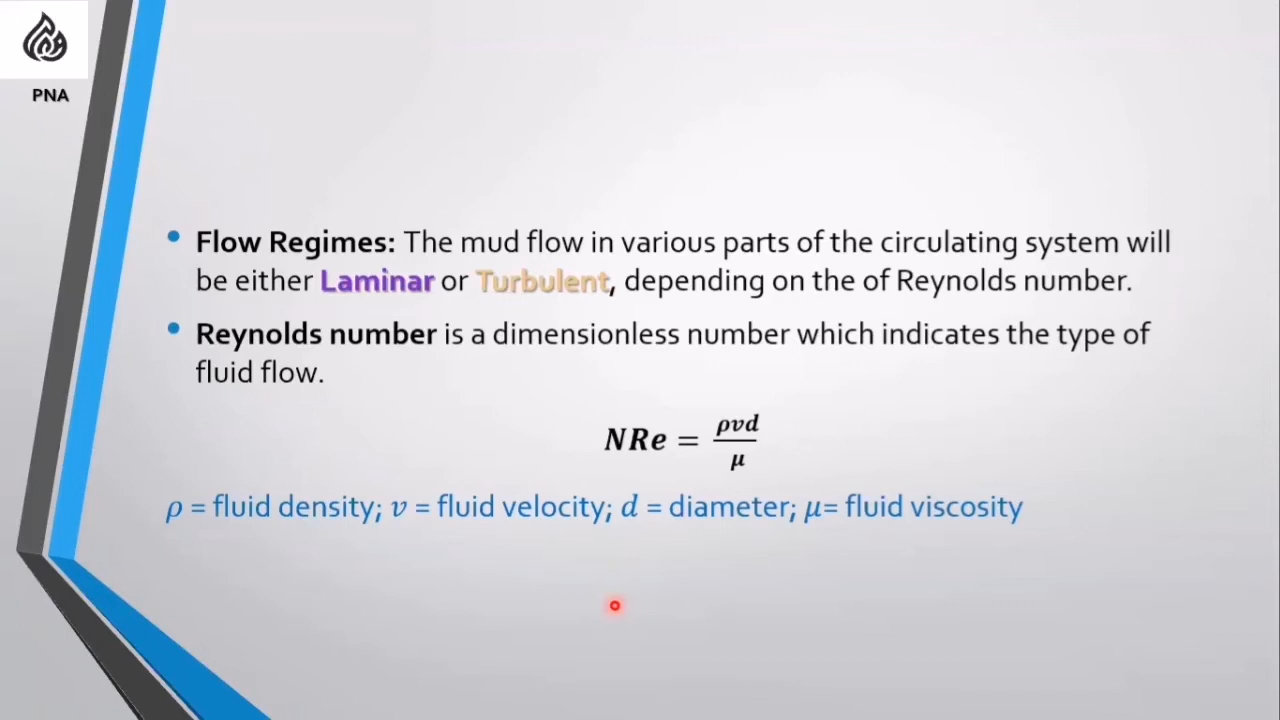 PNA
• Flow Regimes: The mud flow in various parts of the circulating system will
be either Laminar or Turbulent, depending on the of Reynolds number.
• Reynolds number is a dimensionless number which indicates the type of
fluid flow.
NRe = ρvd/μ
ρ = fluid density; v = fluid velocity; d = diameter; μ= fluid viscosity